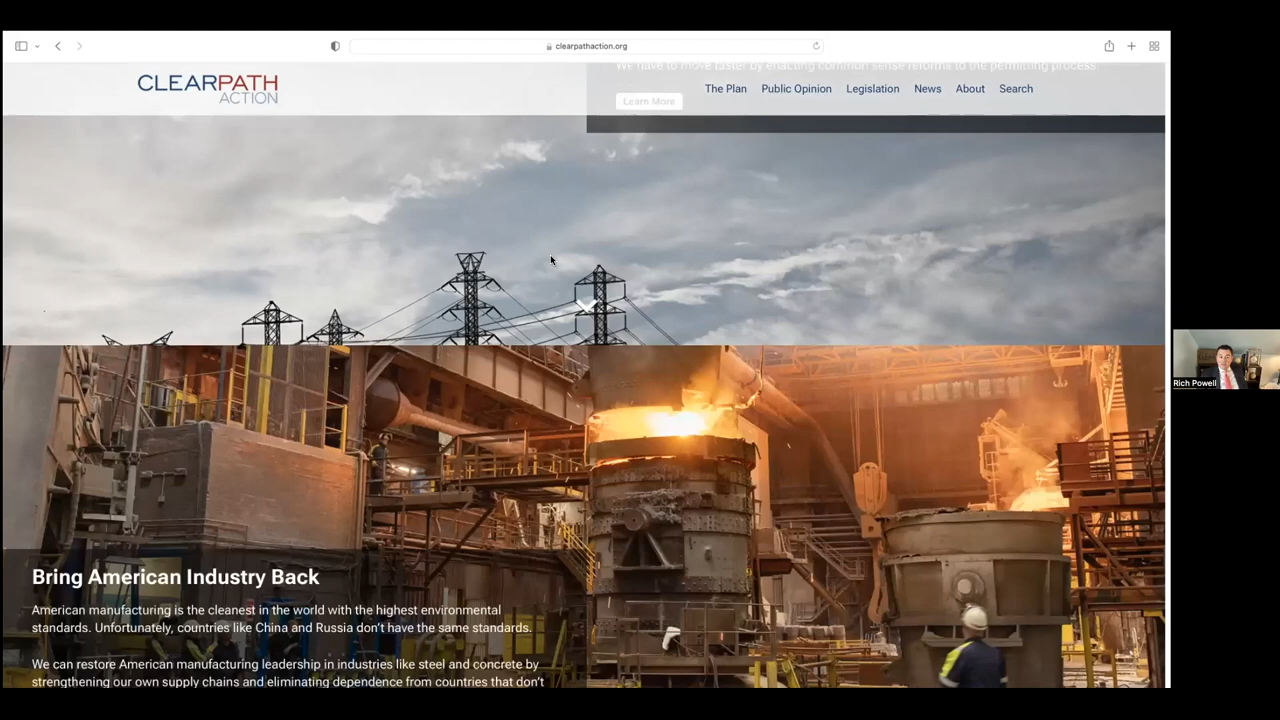 clearpathaction.org
We have to move faster by enacting common sense reforms to the permitting process.
CLEARPATH
ACTION
The Plan Public Opinion Legislation News About Search
Learn More
Rich Powell
Bring American Industry Back
American manufacturing is the cleanest in the world with the highest environmental
standards. Unfortunately, countries like China and Russia don't have the same standards.
We can restore American manufacturing leadership in industries like steel and concrete by
strengthening our own supply chains and eliminating dependence from countries that don't